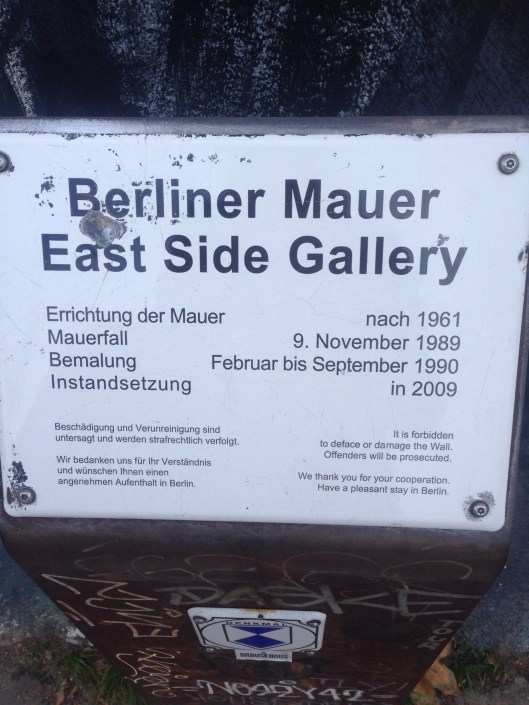 Berliner Mauer
East Side Gallery
Errichtung der Mauer nach 1961
Mauerfall 9. November 1989
Bemalung Februar bis September 1990
Instandsetzung in 2009
Beschädigung und Verunreinigung sind
untersagt und werden strafrechtlich verfolgt.
Wir bedanken uns für Ihr Verständnis
und wünschen Ihnen einen
angenehmen Aufenthalt in Berlin.
It is forbidden
to deface or damage the Wall.
Offenders will be prosecuted.
We thank you for your cooperation.
Have a pleasant stay in Berlin.
DENKMAL